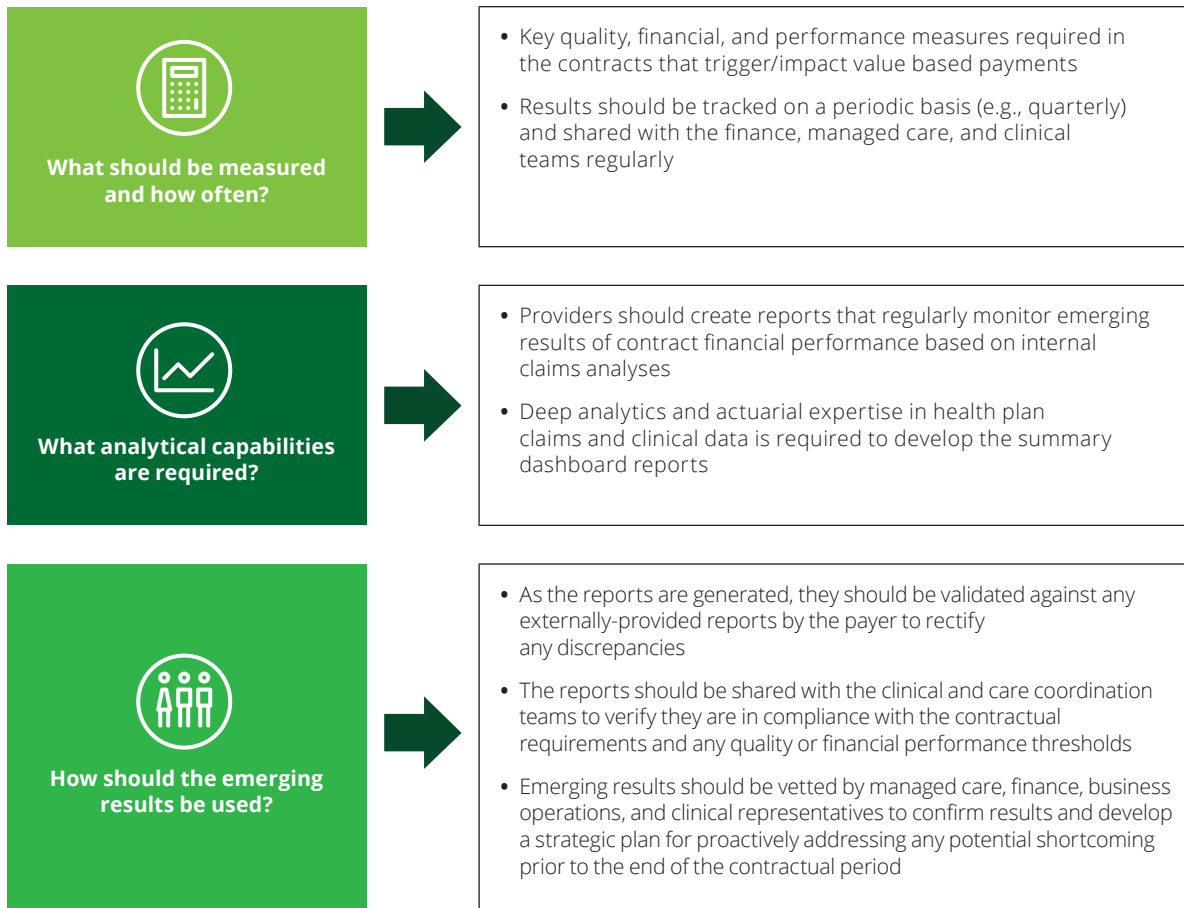 What should be measured
and how often?
• Key quality, financial, and performance measures required in
the contracts that trigger/impact value based payments
• Results should be tracked on a periodic basis (e.g., quarterly)
and shared with the finance, managed care, and clinical
teams regularly
What analytical capabilities
are required?
• Providers should create reports that regularly monitor emerging
results of contract financial performance based on internal
claims analyses
• Deep analytics and actuarial expertise in health plan
claims and clinical data is required to develop the summary
dashboard reports
How should the emerging
results be used?
• As the reports are generated, they should be validated against any
externally-provided reports by the payer to rectify
any discrepancies
• The reports should be shared with the clinical and care coordination
teams to verify they are in compliance with the contractual
requirements and any quality or financial performance thresholds
• Emerging results should be vetted by managed care, finance, business
operations, and clinical representatives to confirm results and develop
a strategic plan for proactively addressing any potential shortcoming
prior to the end of the contractual period